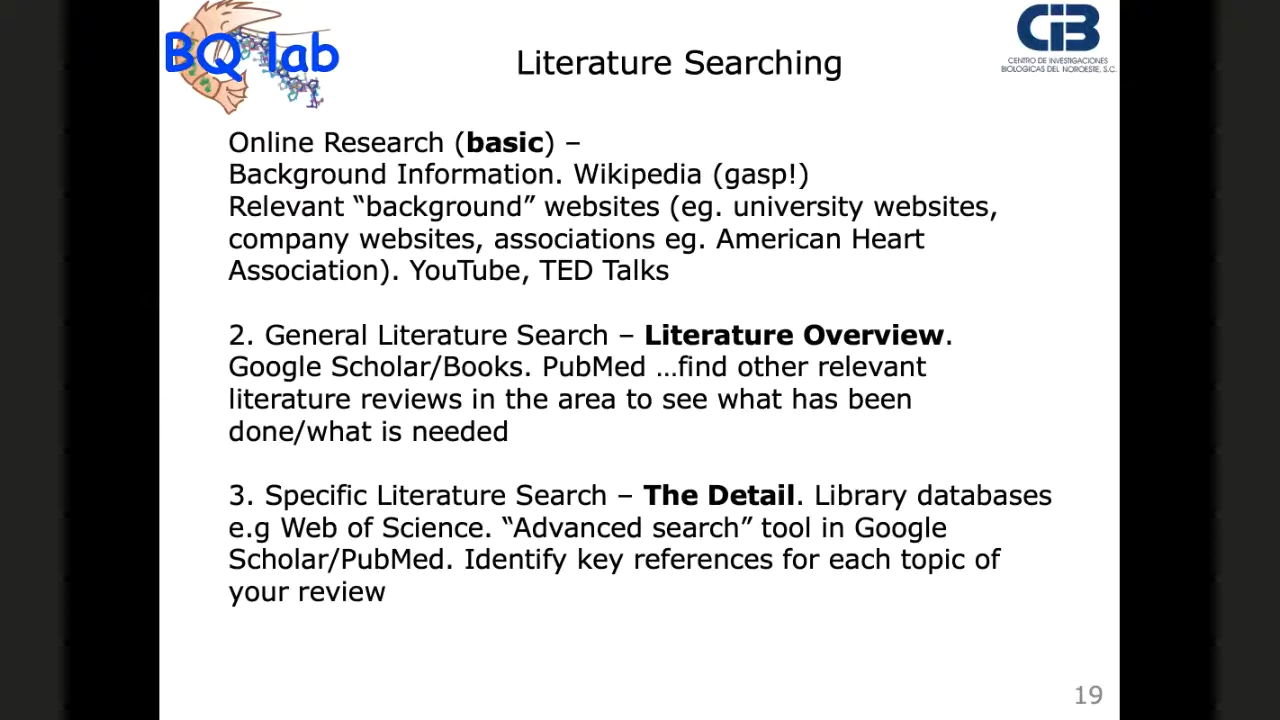 BQ lab
CIB
CENTRO DE INVESTIGACIONES
BIOLOGICAS DEL NOROESTE, S.C.
Literature Searching
Online Research (basic) –
Background Information. Wikipedia (gasp!)
Relevant “background” websites (eg. university websites,
company websites, associations eg. American Heart
Association). YouTube, TED Talks
2. General Literature Search – Literature Overview.
Google Scholar/Books. PubMed …find other relevant
literature reviews in the area to see what has been
done/what is needed
3. Specific Literature Search – The Detail. Library databases
e.g Web of Science. “Advanced search” tool in Google
Scholar/PubMed. Identify key references for each topic of
your review
19